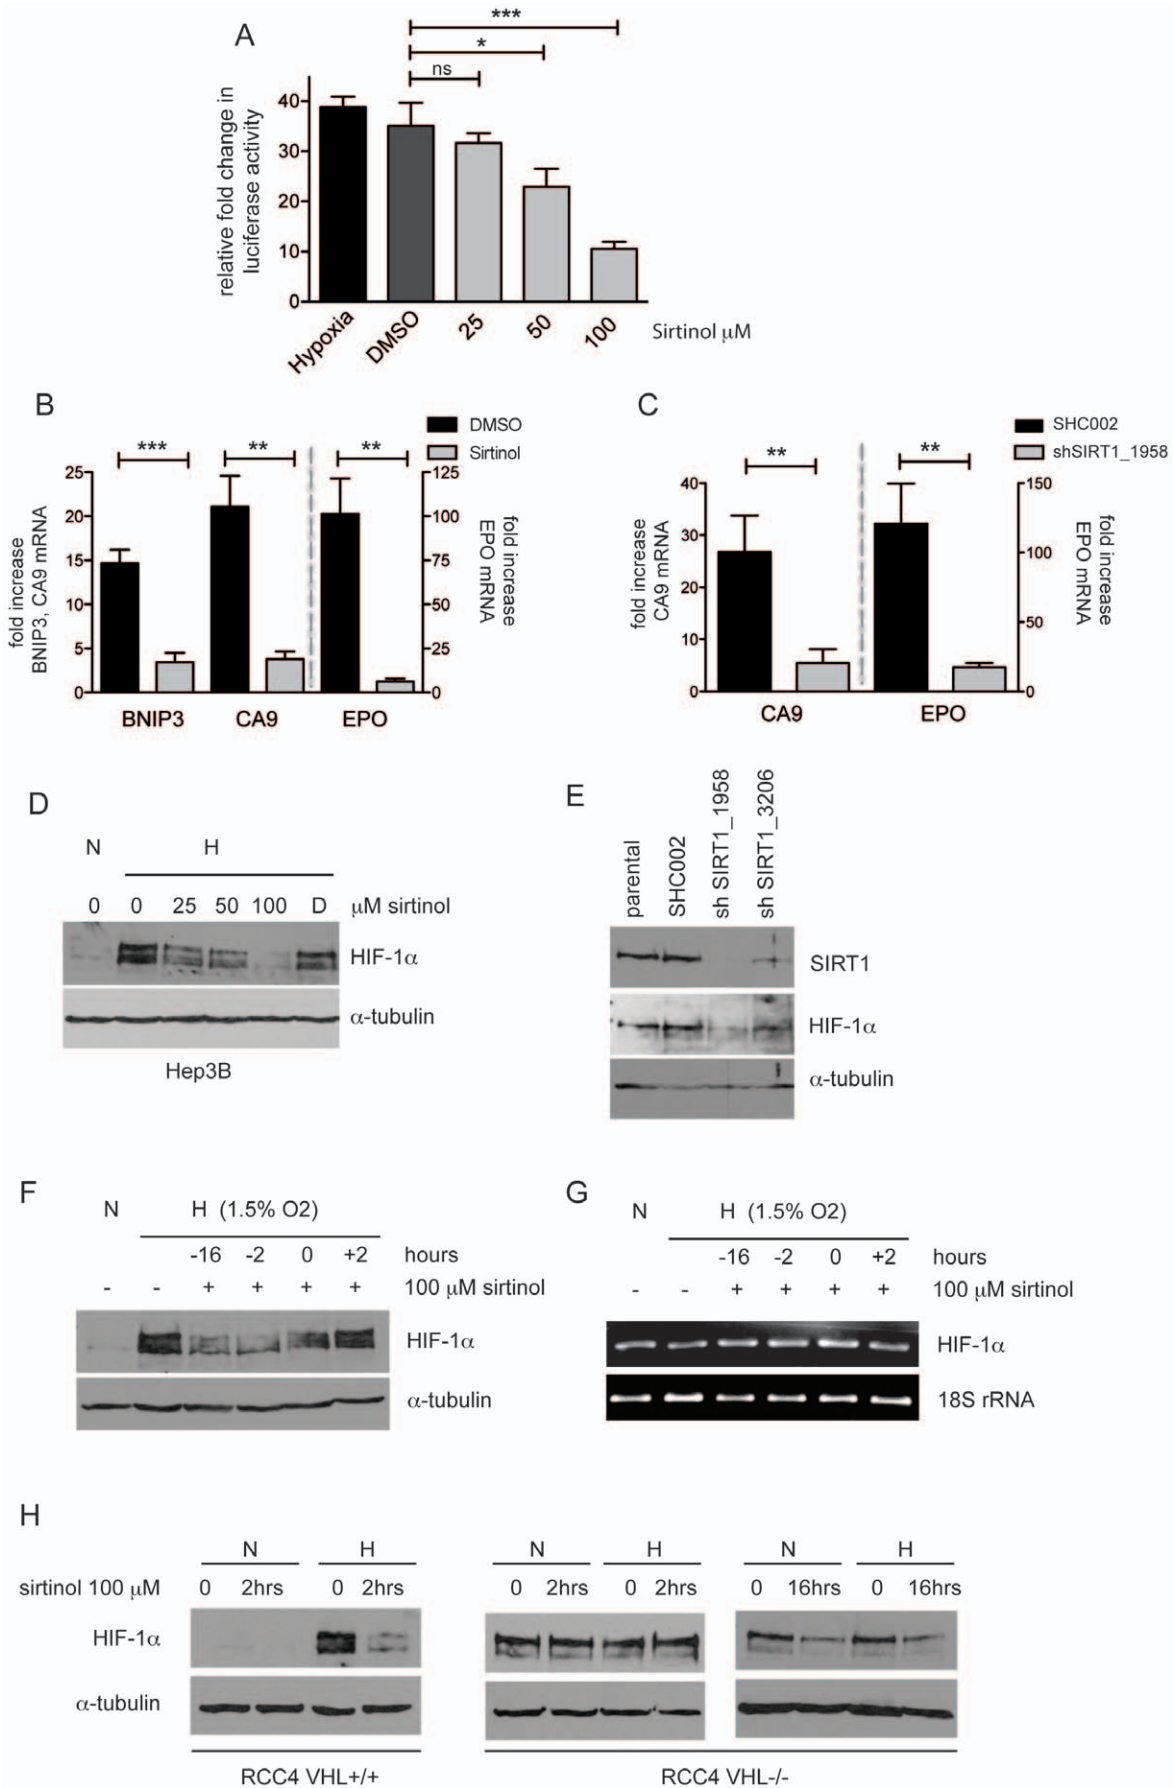 A
***
*
ns
relative fold change in
luciferase activity
40
30
20
10
0
Hypoxia
DMSO
25
50
100
Sirtinol μM
B
DMSO
Sirtinol
***
**
**
fold increase
BNIP3, CA9 mRNA
25
20
15
10
5
0
125
100
75
50
25
0
fold increase
EPO mRNA
BNIP3
CA9
EPO
C
SHC002
shSIRT1_1958
**
**
fold increase
CA9 mRNA
40
30
20
10
0
150
100
50
0
fold increase
EPO mRNA
CA9
EPO
D
N H
0 0 25 50 100 D μM sirtinol
HIF-1α
α-tubulin
Hep3B
E
parental
SHC002
sh SIRT1_1958
sh SIRT1_3206
SIRT1
HIF-1α
α-tubulin
F
N H (1.5% O2)
-16 -2 0 +2 hours
- - + + + + 100 μM sirtinol
HIF-1α
α-tubulin
G
N H (1.5% O2)
-16 -2 0 +2 hours
- - + + + + 100 μM sirtinol
HIF-1α
18S rRNA
H
N H N H N H
sirtinol 100 μM 0 2hrs 0 2hrs 0 2hrs 0 2hrs 0 16hrs 0 16hrs
HIF-1α
α-tubulin
RCC4 VHL+/+ RCC4 VHL-/-